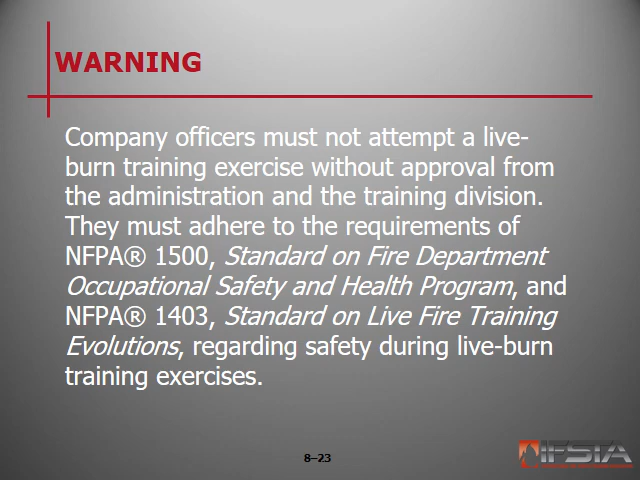 WARNING
Company officers must not attempt a live-
burn training exercise without approval from
the administration and the training division.
They must adhere to the requirements of
NFPA® 1500, Standard on Fire Department
Occupational Safety and Health Program, and
NFPA® 1403, Standard on Live Fire Training
Evolutions, regarding safety during live-burn
training exercises.
8–23
IFSTA